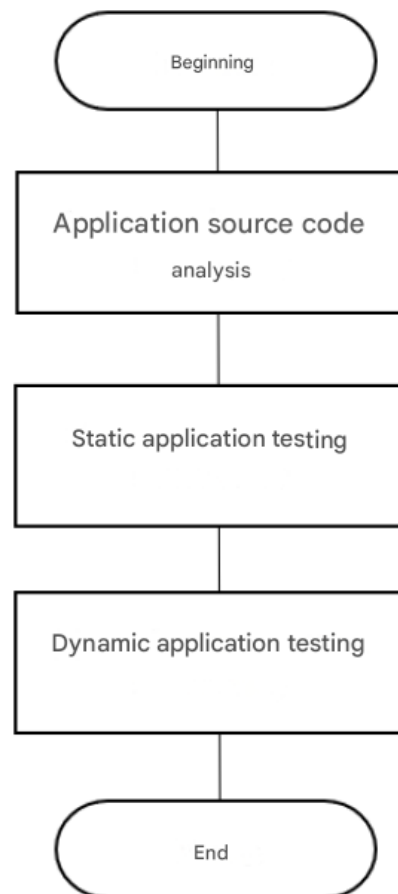 Beginning
Application source code
analysis
Static application testing
Dynamic application testing
End